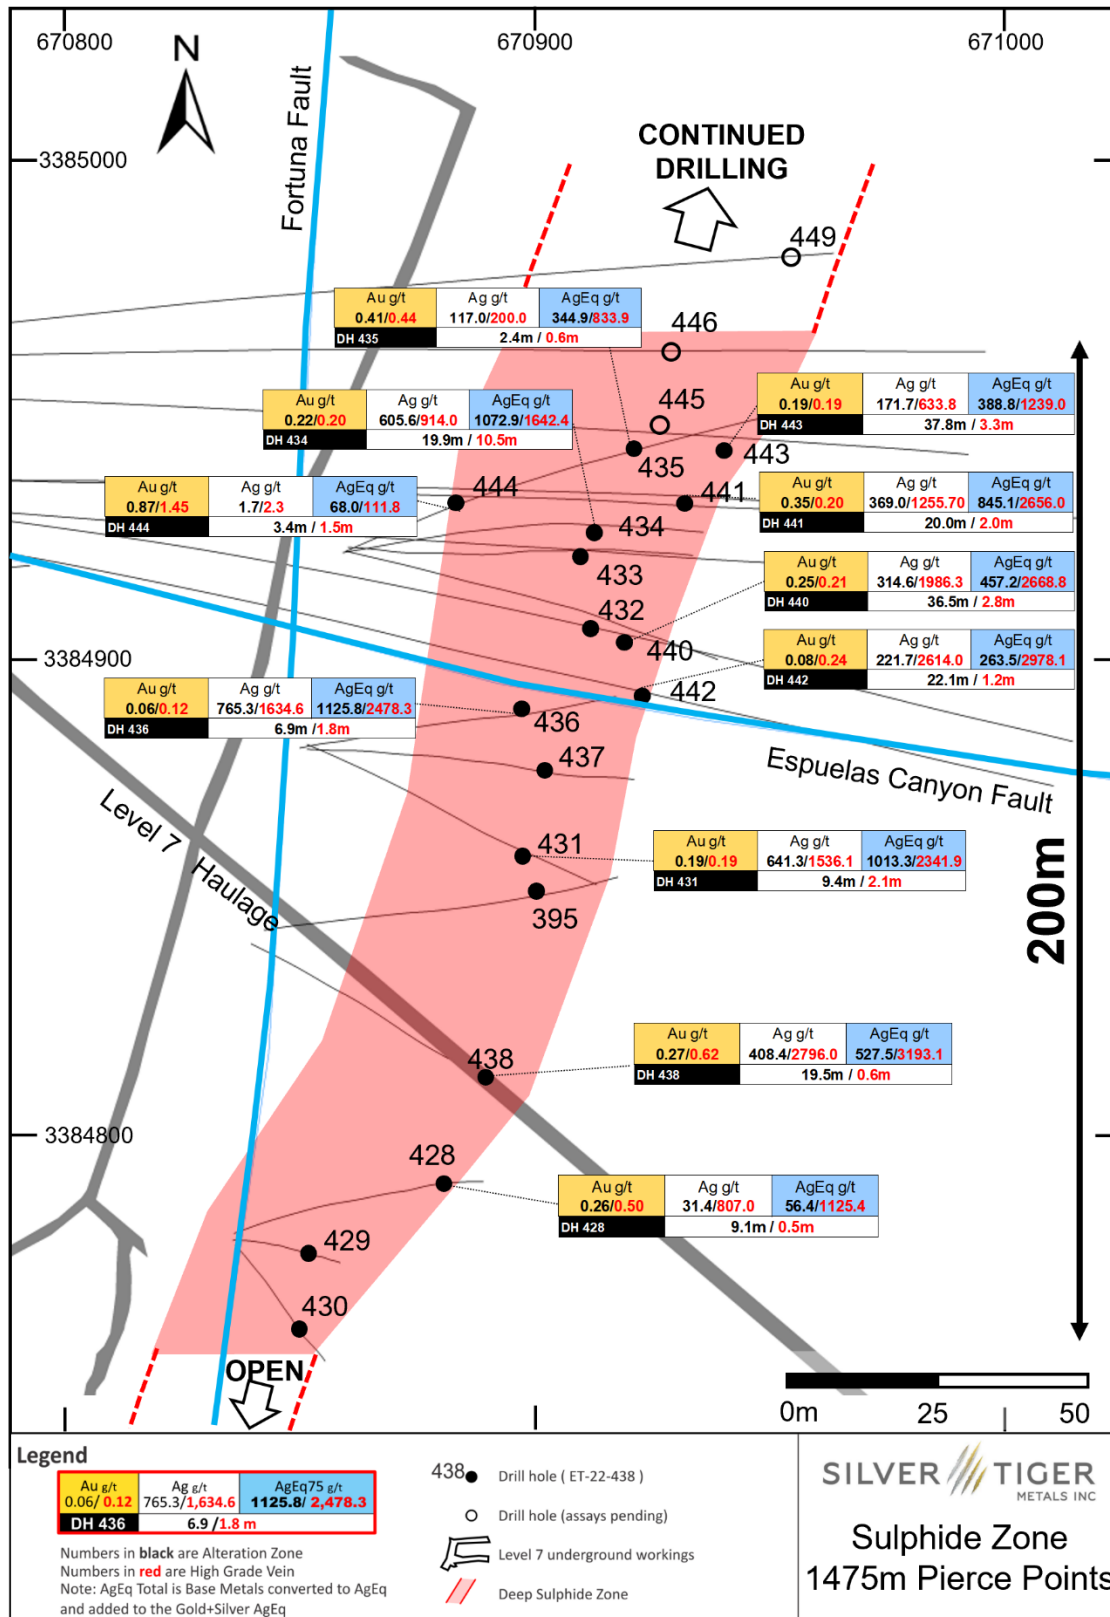 670800
670900
671000
N
Fortuna Fault
CONTINUED
DRILLING
3385000
449
Au g/t Ag g/t AgEq g/t
0.41/0.44 117.0/200.0 344.9/833.9
DH 435 2.4m / 0.6m
446
Au g/t Ag g/t AgEq g/t
0.22/0.20 605.6/914.0 1072.9/1642.4
DH 434 19.9m / 10.5m
445
Au g/t Ag g/t AgEq g/t
0.19/0.19 171.7/633.8 388.8/1239.0
DH 443 37.8m / 3.3m
435
443
Au g/t Ag g/t AgEq g/t
0.87/1.45 1.7/2.3 68.0/111.8
DH 444 3.4m / 1.5m
444
441
Au g/t Ag g/t AgEq g/t
0.35/0.20 369.0/1255.70 845.1/2656.0
DH 441 20.0m / 2.0m
434
433
Au g/t Ag g/t AgEq g/t
0.25/0.21 314.6/1986.3 457.2/2668.8
DH 440 36.5m / 2.8m
432
440
Au g/t Ag g/t AgEq g/t
0.08/0.24 221.7/2614.0 263.5/2978.1
DH 442 22.1m / 1.2m
3384900
442
Au g/t Ag g/t AgEq g/t
0.06/0.12 765.3/1634.6 1125.8/2478.3
DH 436 6.9m /1.8m
436
437
Espuelas Canyon Fault
Level 7 Haulage
431
Au g/t Ag g/t AgEq g/t
0.19/0.19 641.3/1536.1 1013.3/2341.9
DH 431 9.4m / 2.1m
395
200m
438
Au g/t Ag g/t AgEq g/t
0.27/0.62 408.4/2796.0 527.5/3193.1
DH 438 19.5m / 0.6m
3384800
428
Au g/t Ag g/t AgEq g/t
0.26/0.50 31.4/807.0 56.4/1125.4
DH 428 9.1m / 0.5m
429
430
OPEN
0m 25 50
Legend
Au g/t Ag g/t AgEq75 g/t
0.06/ 0.12 765.3/1,634.6 1125.8/ 2,478.3
DH 436 6.9 /1.8 m
Numbers in black are Alteration Zone
Numbers in red are High Grade Vein
Note: AgEq Total is Base Metals converted to AgEq
and added to the Gold+Silver AgEq
438 Drill hole ( ET-22-438 )
Drill hole (assays pending)
Level 7 underground workings
Deep Sulphide Zone
SILVER TIGER
METALS INC
Sulphide Zone
1475m Pierce Points